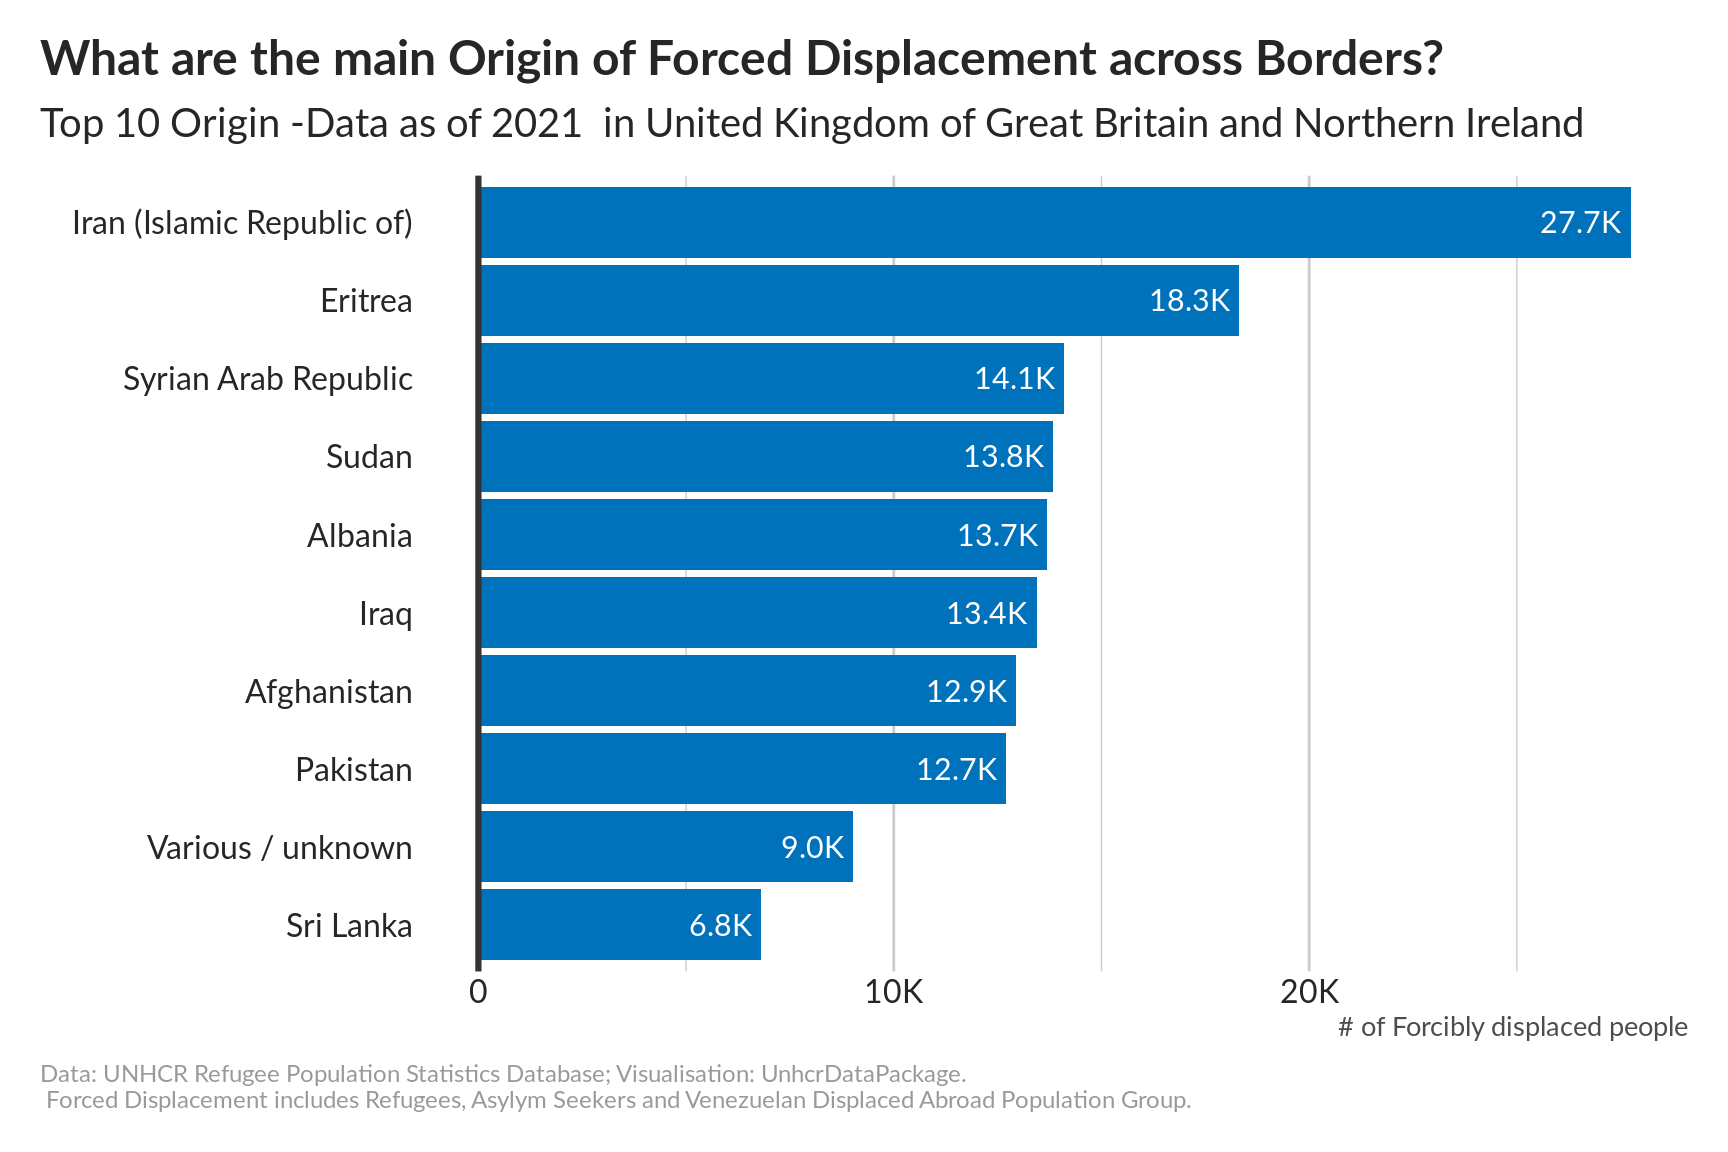 What are the main Origin of Forced Displacement across Borders?
Top 10 Origin -Data as of 2021  in United Kingdom of Great Britain and Northern Ireland
Iran (Islamic Republic of) 27.7K
Eritrea 18.3K
Syrian Arab Republic 14.1K
Sudan 13.8K
Albania 13.7K
Iraq 13.4K
Afghanistan 12.9K
Pakistan 12.7K
Various / unknown 9.0K
Sri Lanka 6.8K
0 10K 20K
# of Forcibly displaced people
Data: UNHCR Refugee Population Statistics Database; Visualisation: UnhcrDataPackage.
Forced Displacement includes Refugees, Asylym Seekers and Venezuelan Displaced Abroad Population Group.